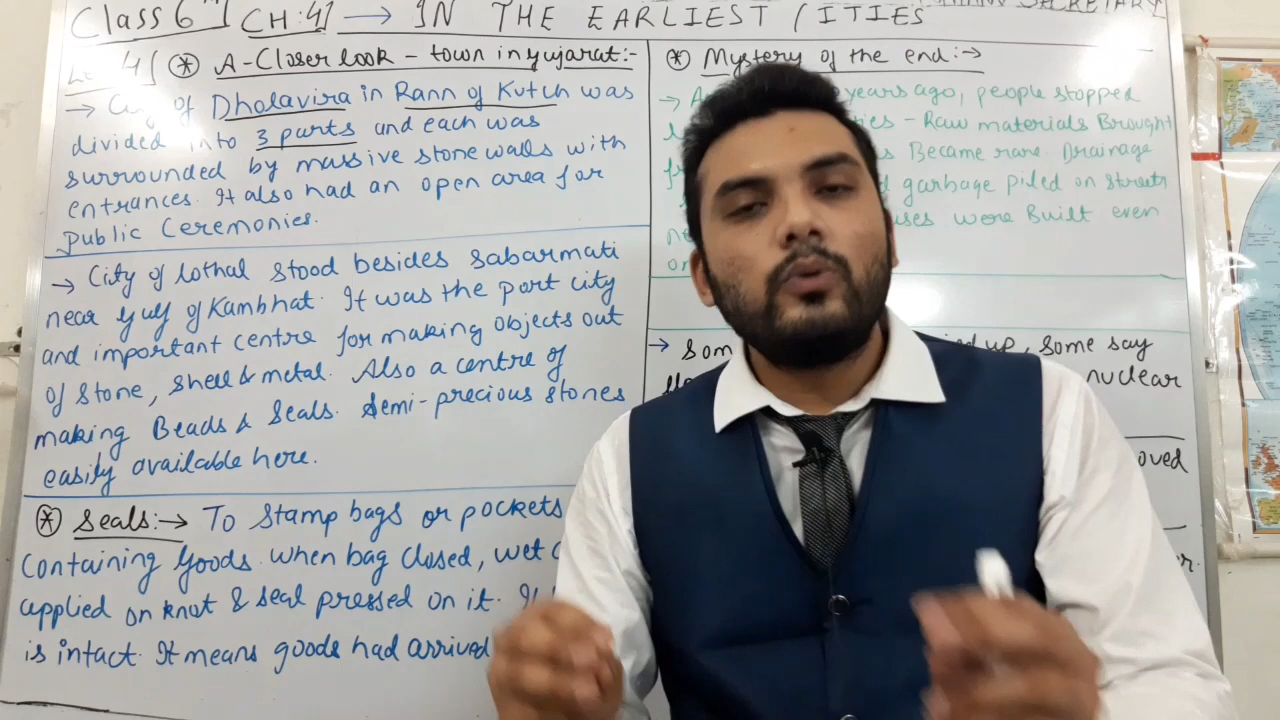 Class 6th CH:4 → IN THE EARLIEST CITIES
SECRETARY
4 * A-Closer look - town in gujarat:-
→ City of Dholavira in Rann of Kutch was
divided into 3 parts and each was
surrounded by massive stone walls with
entrances. It also had an open area for
public Ceremonies.
→ City of lothal stood besides sabarmati
near gulf of Kambhat. It was the port city
and important centre for making objects out
of stone, shell & metal. Also a centre of
making Beads & Seals. Semi-precious stones
easily available here.
* Seals:→ To stamp bags or pockets
containing goods. when bag closed, wet
applied on knot & seal pressed on it. If
is intact. It means goods had arrived
* Mystery of the end:→
→ years ago, people stopped
- Raw materials Brought
Became rare. Drainage
garbage piled on streets
were Built even
→ up, some say
nuclear